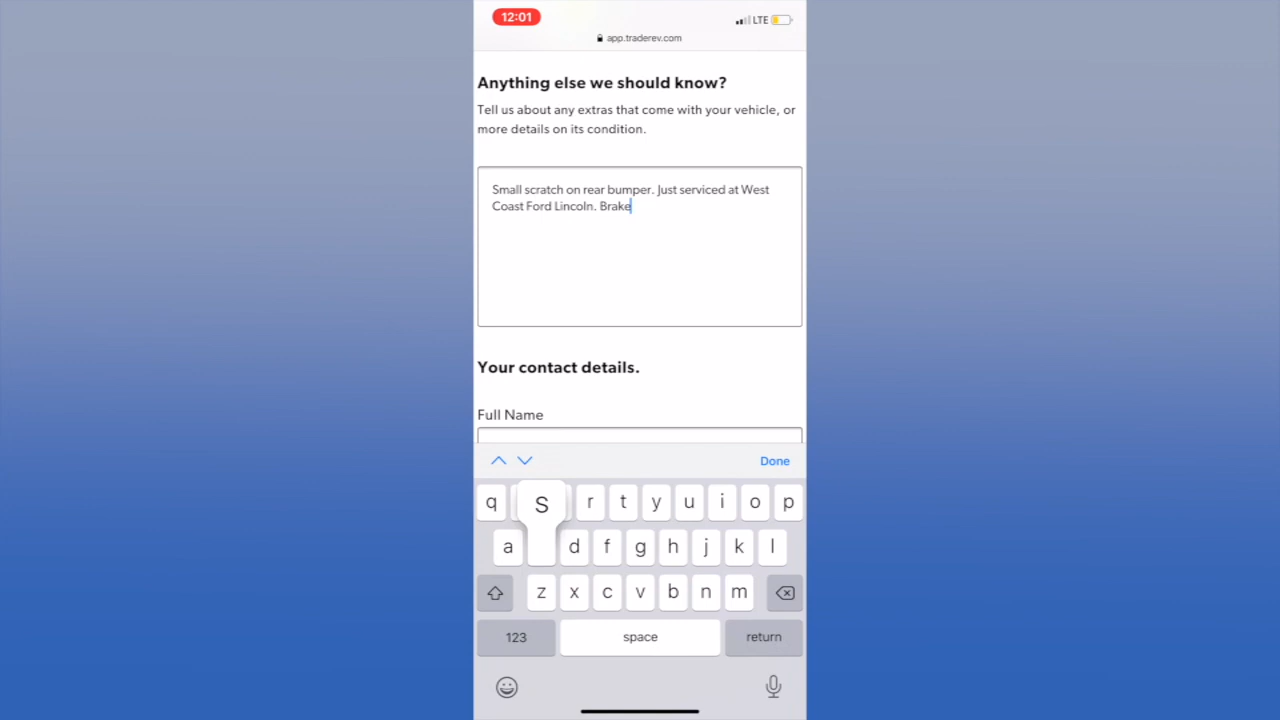 12:01
LTE
app.traderev.com
Anything else we should know?
Tell us about any extras that come with your vehicle, or
more details on its condition.
Small scratch on rear bumper. Just serviced at West
Coast Ford Lincoln. Brake
Your contact details.
Full Name
Done
q S r t y u i o p
a d f g h j k l
z x c v b n m
123 space return